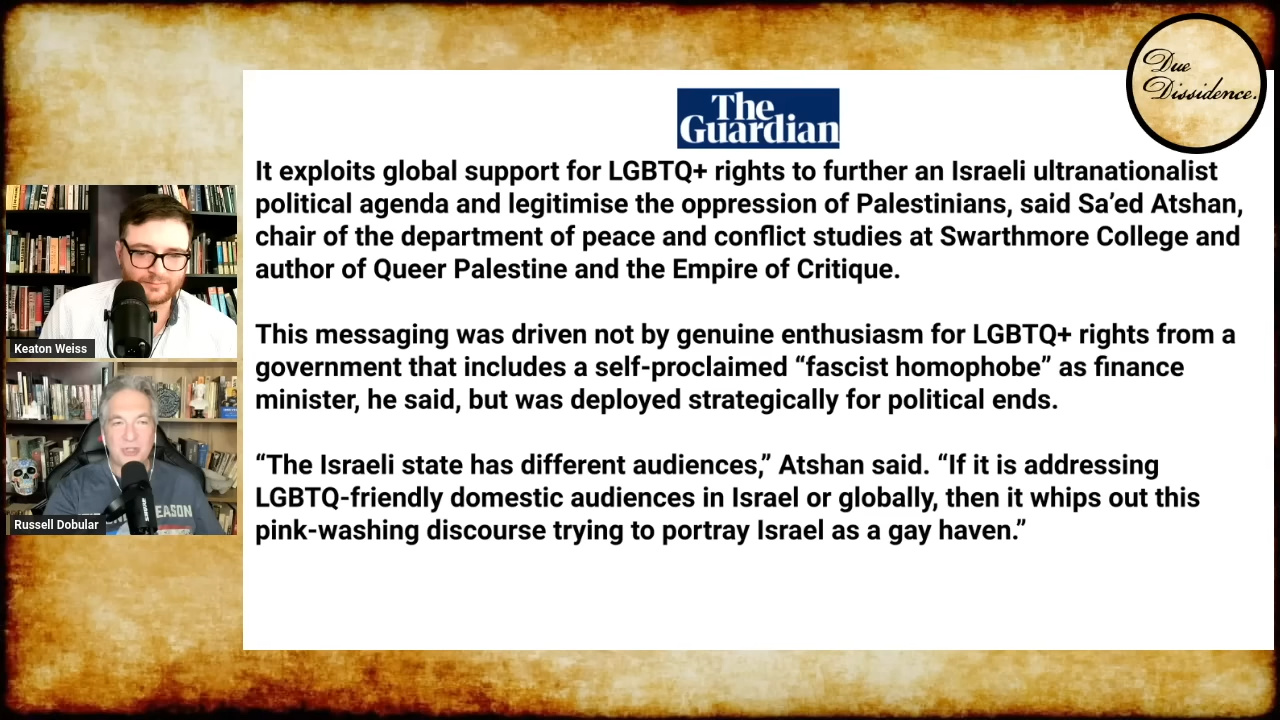 Due
Dissidence.
The
Guardian
It exploits global support for LGBTQ+ rights to further an Israeli ultranationalist
political agenda and legitimise the oppression of Palestinians, said Sa’ed Atshan,
chair of the department of peace and conflict studies at Swarthmore College and
author of Queer Palestine and the Empire of Critique.
This messaging was driven not by genuine enthusiasm for LGBTQ+ rights from a
government that includes a self-proclaimed “fascist homophobe” as finance
minister, he said, but was deployed strategically for political ends.
“The Israeli state has different audiences,” Atshan said. “If it is addressing
LGBTQ-friendly domestic audiences in Israel or globally, then it whips out this
pink-washing discourse trying to portray Israel as a gay haven.”
Keaton Weiss
Russell Dobular